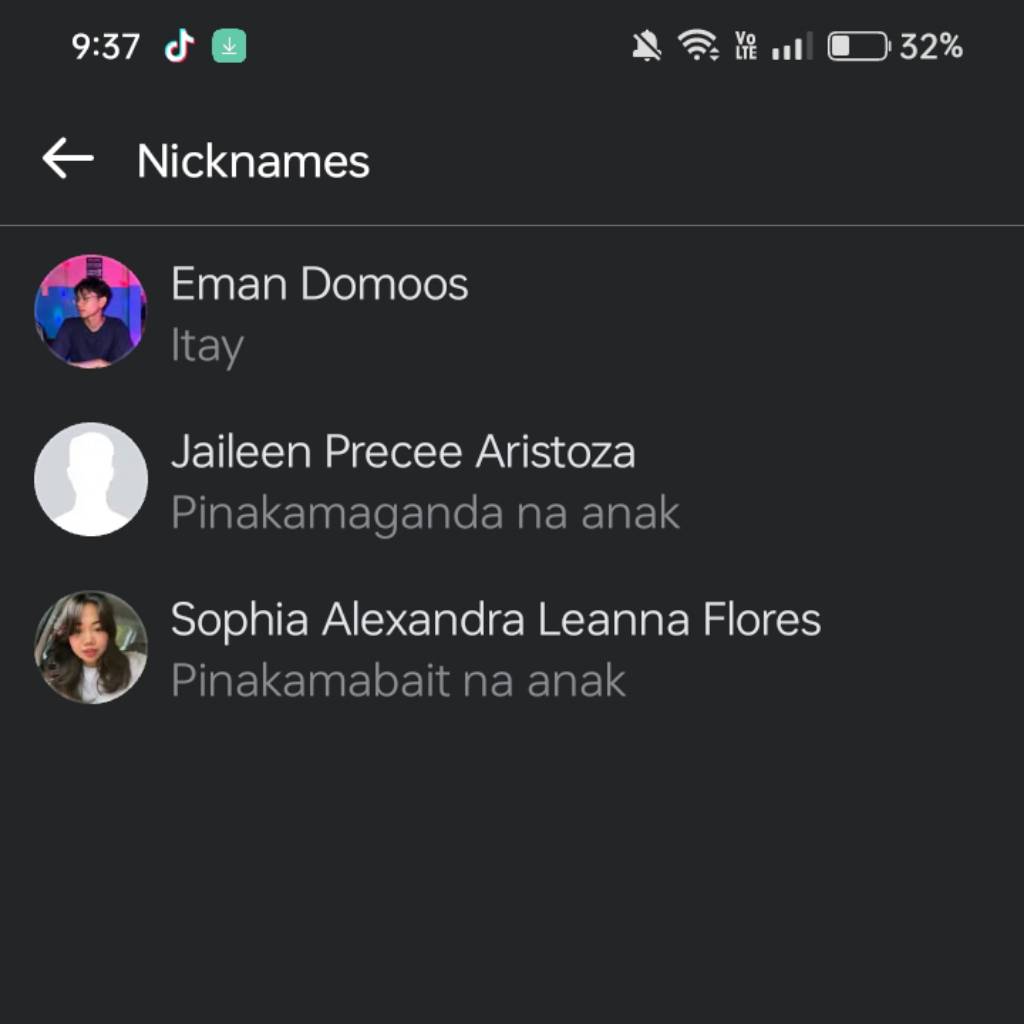 9:37 Vo LTE 32%
Nicknames
Eman Domoos
Itay
Jaileen Precee Aristoza
Pinakamaganda na anak
Sophia Alexandra Leanna Flores
Pinakamabait na anak